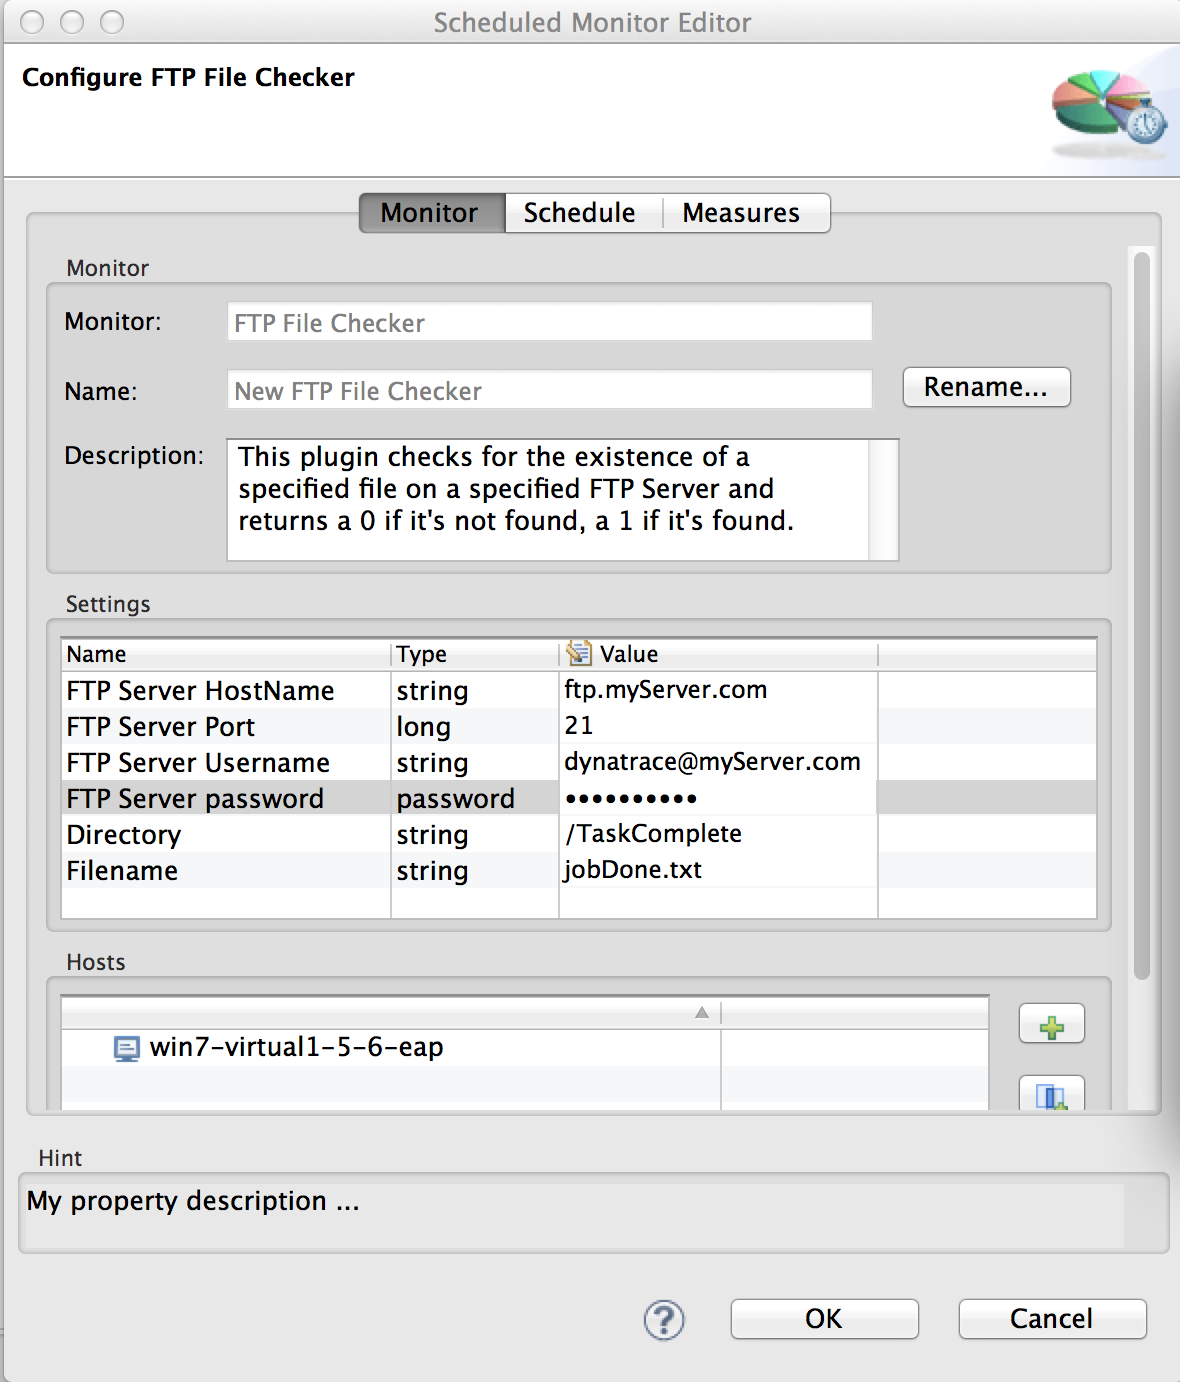 Scheduled Monitor Editor
Configure FTP File Checker
Monitor Schedule Measures
Monitor
Monitor: FTP File Checker
Name: New FTP File Checker Rename...
Description: This plugin checks for the existence of a
specified file on a specified FTP Server and
returns a 0 if it's not found, a 1 if it's found.
Settings
Name Type Value
FTP Server HostName string ftp.myServer.com
FTP Server Port long 21
FTP Server Username string dynatrace@myServer.com
FTP Server password password ••••••••••
Directory string /TaskComplete
Filename string jobDone.txt
Hosts
win7-virtual1-5-6-eap
Hint
My property description ...
? OK Cancel